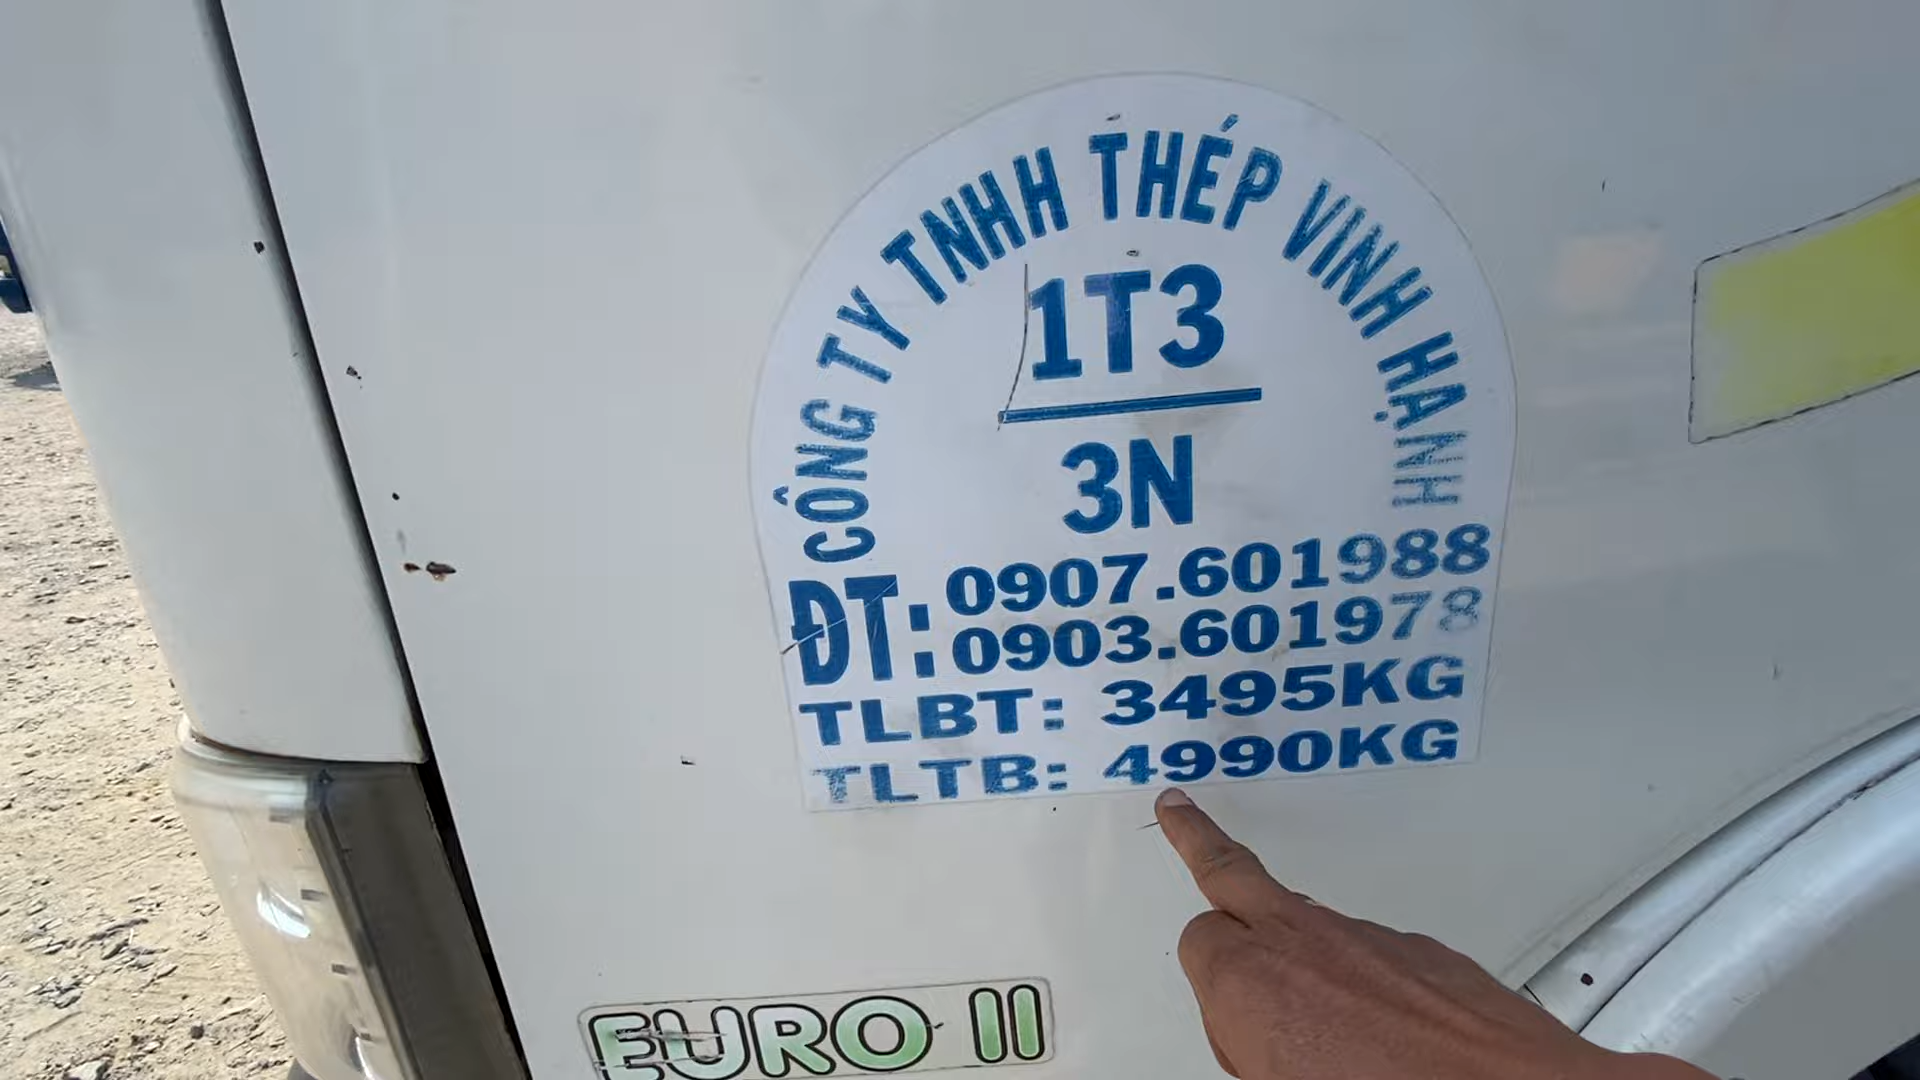 CÔNG TY TNHH THÉP VINH HẠNH
1T3
3N
ĐT: 0907.601988
0903.601978
TLBT: 3495KG
TLTB: 4990KG
EURO II